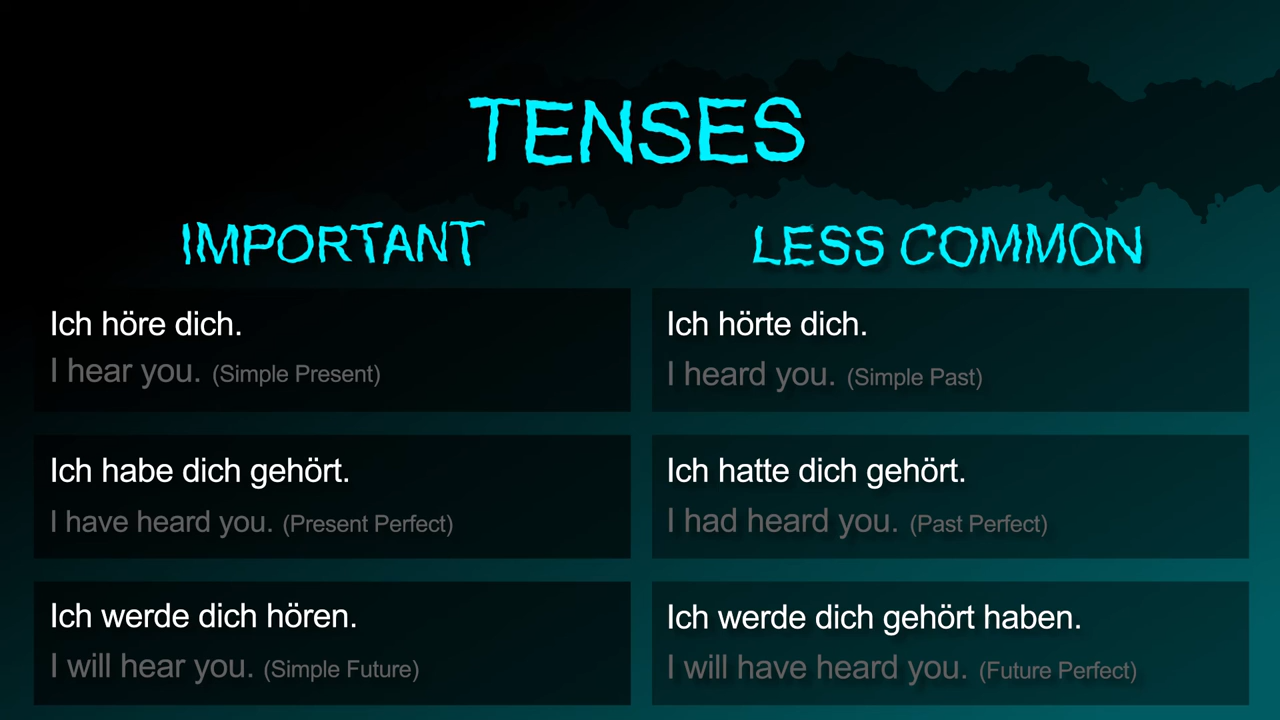 TENSES
IMPORTANT
Ich höre dich.
I hear you. (Simple Present)
Ich habe dich gehört.
I have heard you. (Present Perfect)
Ich werde dich hören.
I will hear you. (Simple Future)
LESS COMMON
Ich hörte dich.
I heard you. (Simple Past)
Ich hatte dich gehört.
I had heard you. (Past Perfect)
Ich werde dich gehört haben.
I will have heard you. (Future Perfect)